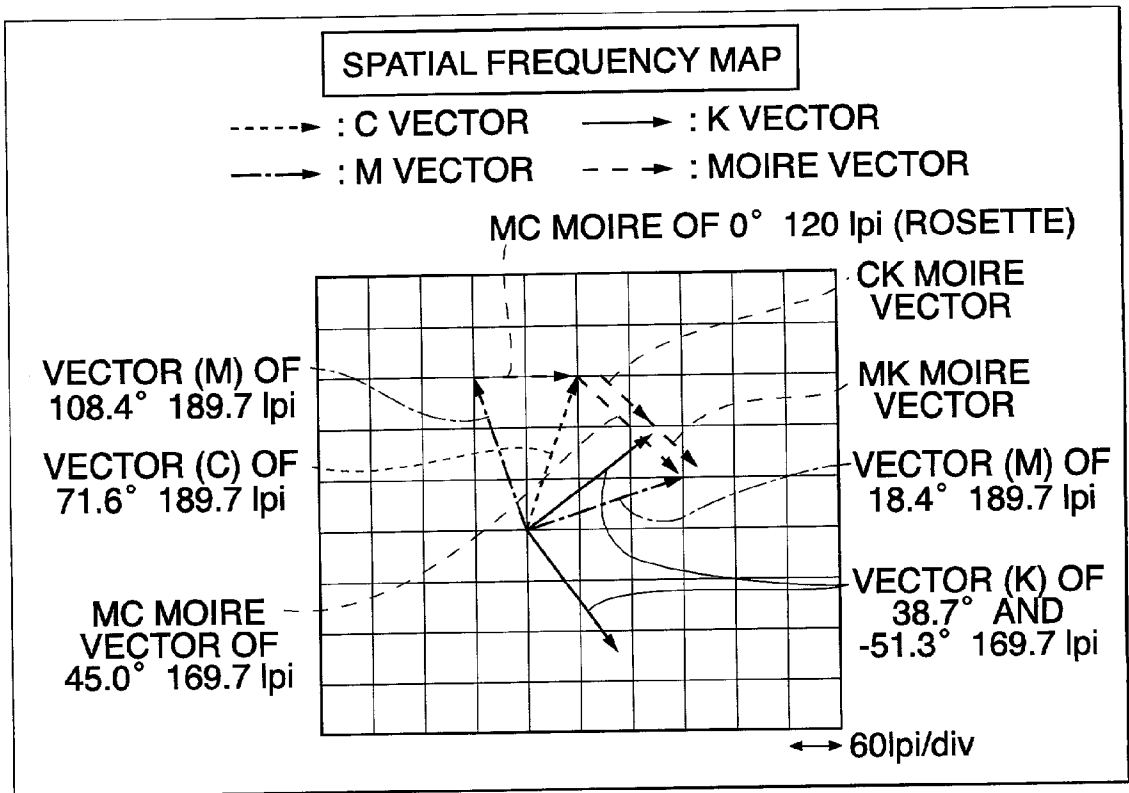 SPATIAL FREQUENCY MAP
: C VECTOR
: K VECTOR
: M VECTOR
: MOIRE VECTOR
MC MOIRE OF 0° 120 lpi (ROSETTE)
CK MOIRE
VECTOR
VECTOR (M) OF
108.4° 189.7 lpi
MK MOIRE
VECTOR
VECTOR (C) OF
71.6° 189.7 lpi
VECTOR (M) OF
18.4° 189.7 lpi
MC MOIRE
VECTOR OF
45.0° 169.7 lpi
VECTOR (K) OF
38.7° AND
-51.3° 169.7 lpi
60lpi/div